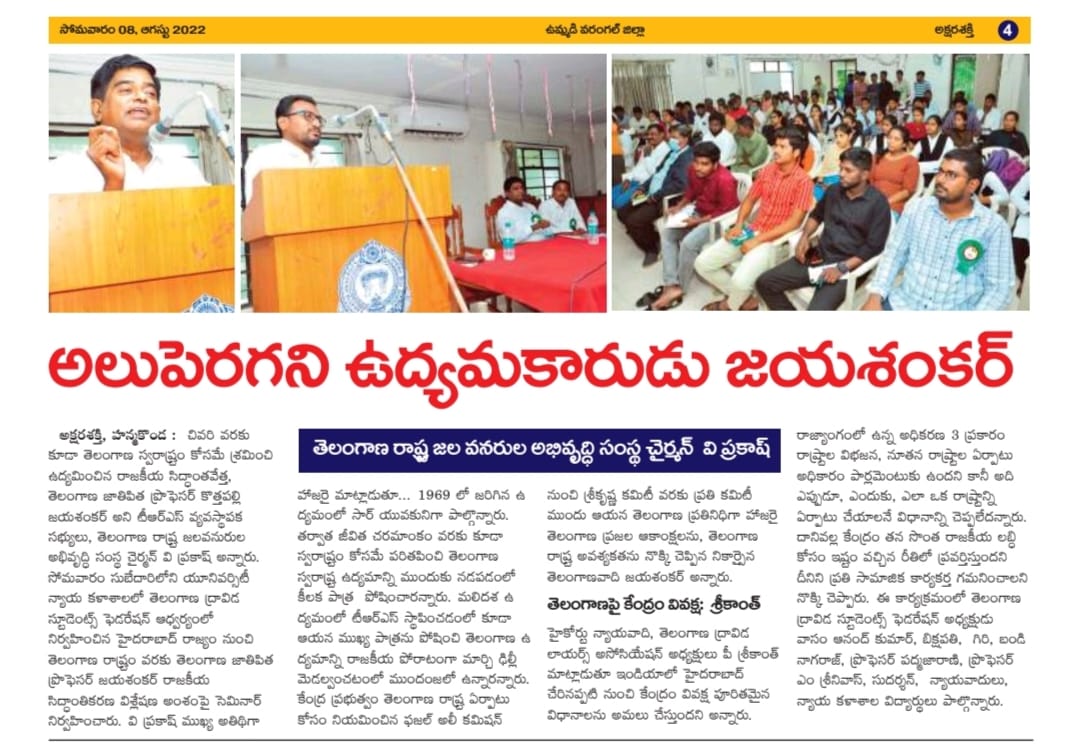 సోమవారం 08, ఆగస్టు 2022
ఉమ్మడి వరంగల్ జిల్లా
అక్షరశక్తి 4
అలుపెరగని ఉద్యమకారుడు జయశంకర్
తెలంగాణ రాష్ట్ర జల వనరుల అభివృద్ధి సంస్థ చైర్మన్ వి ప్రకాష్
అక్షరశక్తి, హన్మకొండ : చివరి వరకు
కూడా తెలంగాణ స్వరాష్ట్రం కోసమే శ్రమించి
ఉద్యమించిన రాజకీయ సిద్ధాంతవేత్త,
తెలంగాణ జాతిపిత ప్రొఫెసర్ కొత్తపల్లి
జయశంకర్ అని టీఆర్ఎస్ వ్యవస్థాపక
సభ్యులు, తెలంగాణ రాష్ట్ర జలవనురుల
అభివృద్ధి సంస్థ చైర్మన్ వి ప్రకాష్ అన్నారు.
సోమవారం సుబేదారిలోని యూనివర్సిటీ
న్యాయ కళాశాలలో తెలంగాణ ద్రావిడ
స్టూడెంట్స్ ఫెడరేషన్ ఆధ్వర్యంలో
నిర్వహించిన హైదరాబాద్ రాజ్యం నుంచి
తెలంగాణ రాష్ట్రం వరకు తెలంగాణ జాతిపిత
ప్రొఫెసర్ జయశంకర్ రాజకీయ
సిద్ధాంతికరణ విశ్లేషణ అంశంపై సెమినార్
నిర్వహించారు. వి ప్రకాష్ ముఖ్య అతిథిగా
హాజరై మాట్లాడుతూ... 1969 లో జరిగిన ఉ
ద్యమంలో సార్ యువకునిగా పాల్గొన్నారు.
తర్వాత జీవిత చరమాంకం వరకు కూడా
స్వరాష్ట్రం కోసమే పరితపించి తెలంగాణ
స్వరాష్ట్ర ఉద్యమాన్ని ముందుకు నడపడంలో
కీలక పాత్ర పోషించారన్నారు. మలిదశ ఉ
ద్యమంలో టీఆర్ఎస్ స్థాపించడంలో కూడా
ఆయన ముఖ్య పాత్రను పోషించి తెలంగాణ ఉ
ద్యమాన్ని రాజకీయ పోరాటంగా మార్చి ఢిల్లీ
మెడల్వంచటంలో ముందంజలో ఉన్నారన్నారు.
కేంద్ర ప్రభుత్వం తెలంగాణ రాష్ట్ర ఏర్పాటు
కోసం నియమించిన ఫజల్ అలీ కమిషన్
నుంచి శ్రీకృష్ణ కమిటీ వరకు ప్రతి కమిటీ
ముందు ఆయన తెలంగాణ ప్రతినిధిగా హాజరై
తెలంగాణ ప్రజల ఆకాంక్షలను, తెలంగాణ
రాష్ట్ర అవశ్యకతను నొక్కి చెప్పిన నికార్సైన
తెలంగాణవాది జయశంకర్ అన్నారు.
తెలంగాణపై కేంద్రం వివక్ష: శ్రీకాంత్
హైకోర్టు న్యాయవాది, తెలంగాణ ద్రావిడ
లాయర్స్ అసోసియేషన్ అధ్యక్షులు పీ శ్రీకాంత్
మాట్లాడుతూ ఇండియాలో హైదరాబాద్
చేరినప్పటి నుంచి కేంద్రం వివక్ష పూరితమైన
విధానాలను అమలు చేస్తుందని అన్నారు.
రాజ్యాంగంలో ఉన్న అధికరణ 3 ప్రకారం
రాష్ట్రాల విభజన, నూతన రాష్ట్రాల ఏర్పాటు
అధికారం పార్లమెంటుకు ఉందని కానీ అది
ఎప్పుడూ, ఎందుకు, ఎలా ఒక రాష్ట్రాన్ని
ఏర్పాటు చేయాలనే విధానాన్ని చెప్పలేదన్నారు.
దానివల్ల కేంద్రం తన సొంత రాజకీయ లబ్ధి
కోసం ఇష్టం వచ్చిన రీతిలో ప్రవర్తిస్తుందని
దీనిని ప్రతి సామాజిక కార్యకర్త గమనించాలని
నొక్కి చెప్పారు. ఈ కార్యక్రమంలో తెలంగాణ
ద్రావిడ స్టూడెంట్స్ ఫెడరేషన్ అధ్యక్షుడు
వాసం ఆనంద్ కుమార్, బిక్షపతి, గిరి, బండి
నాగరాజ్, ప్రొఫెసర్ పద్మజారాణి, ప్రొఫెసర్
ఎం శ్రీనివాస్, సుదర్శన్, న్యాయవాదులు,
న్యాయ కళాశాల విద్యార్థులు పాల్గొన్నారు.